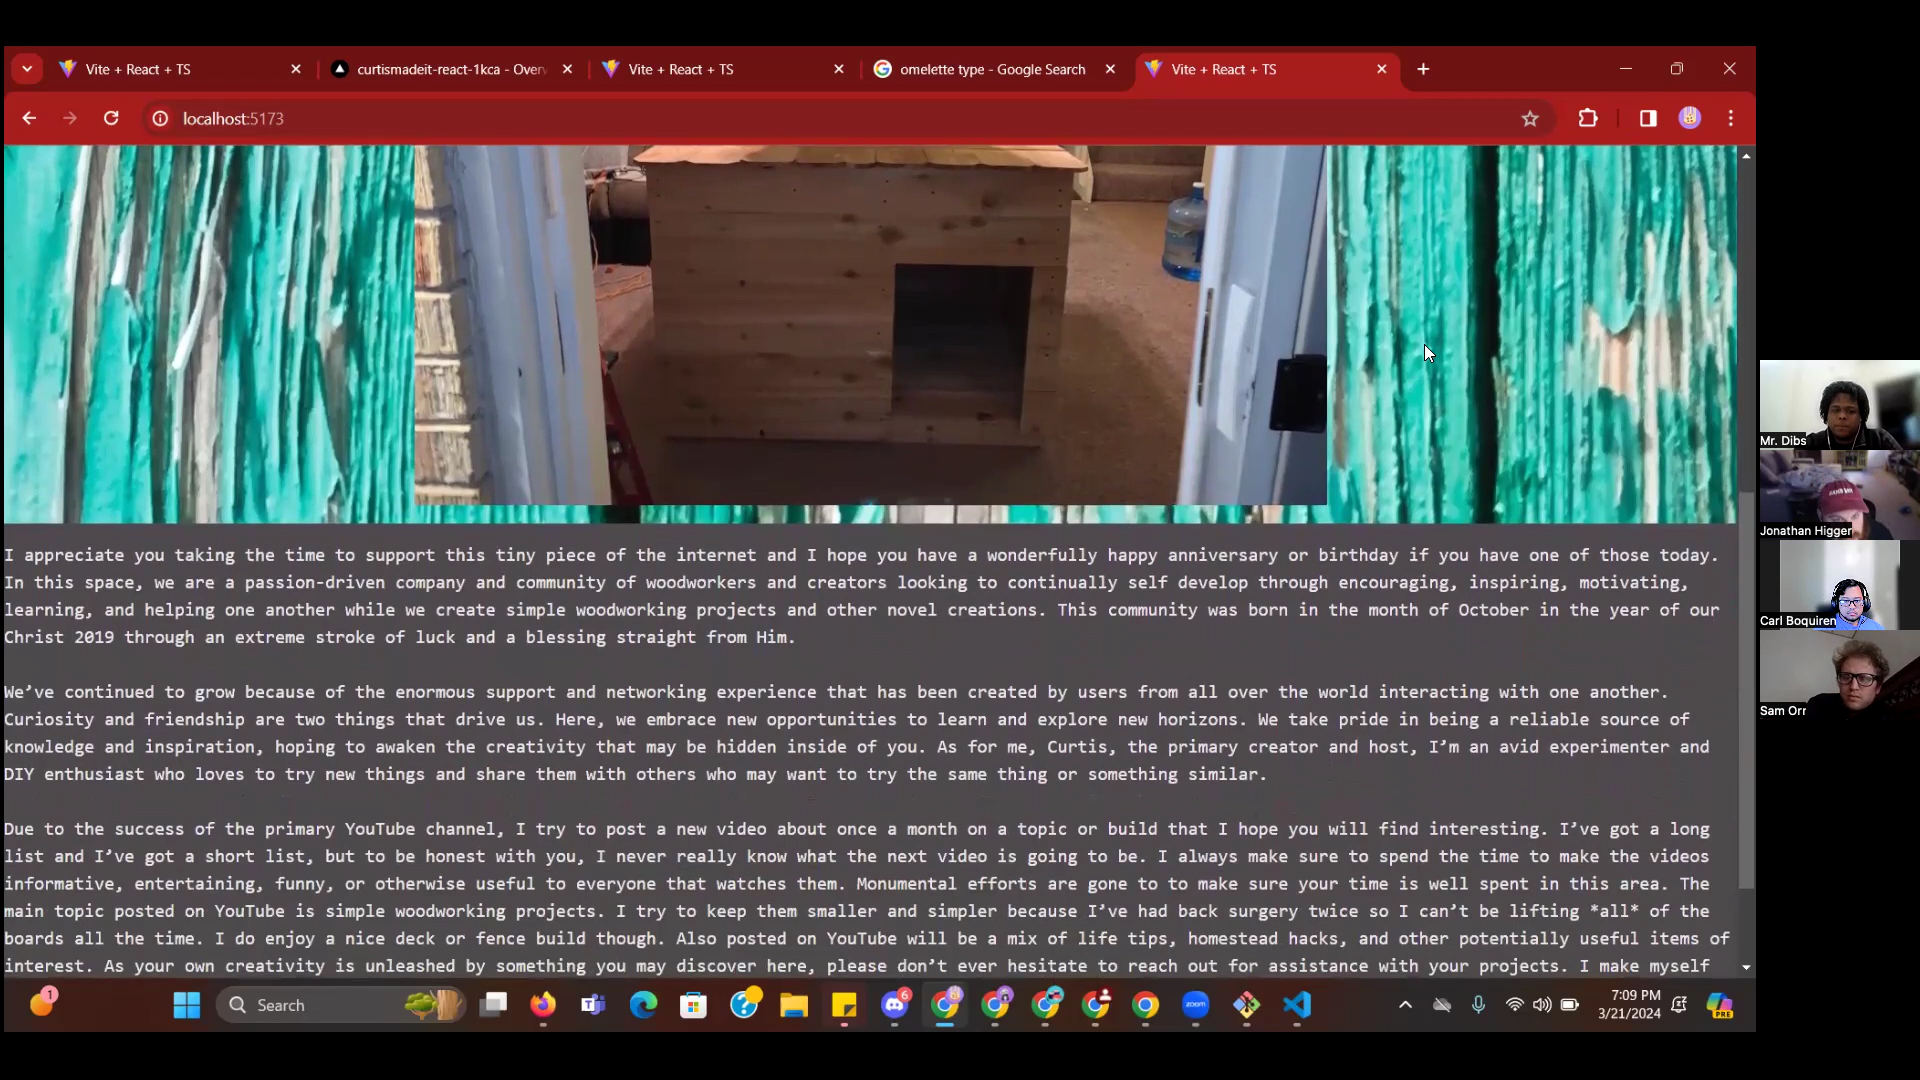 Vite + React + TS
curtismadeit-react-1kca - Over
Vite + React + TS
omelette type - Google Search
Vite + React + TS
localhost:5173
I appreciate you taking the time to support this tiny piece of the internet and I hope you have a wonderfully happy anniversary or birthday if you have one of those today.
In this space, we are a passion-driven company and community of woodworkers and creators looking to continually self develop through encouraging, inspiring, motivating,
learning, and helping one another while we create simple woodworking projects and other novel creations. This community was born in the month of October in the year of our
Christ 2019 through an extreme stroke of luck and a blessing straight from Him.
We’ve continued to grow because of the enormous support and networking experience that has been created by users from all over the world interacting with one another.
Curiosity and friendship are two things that drive us. Here, we embrace new opportunities to learn and explore new horizons. We take pride in being a reliable source of
knowledge and inspiration, hoping to awaken the creativity that may be hidden inside of you. As for me, Curtis, the primary creator and host, I’m an avid experimenter and
DIY enthusiast who loves to try new things and share them with others who may want to try the same thing or something similar.
Due to the success of the primary YouTube channel, I try to post a new video about once a month on a topic or build that I hope you will find interesting. I’ve got a long
list and I’ve got a short list, but to be honest with you, I never really know what the next video is going to be. I always make sure to spend the time to make the videos
informative, entertaining, funny, or otherwise useful to everyone that watches them. Monumental efforts are gone to to make sure your time is well spent in this area. The
main topic posted on YouTube is simple woodworking projects. I try to keep them smaller and simpler because I’ve had back surgery twice so I can’t be lifting *all* of the
boards all the time. I do enjoy a nice deck or fence build though. Also posted on YouTube will be a mix of life tips, homestead hacks, and other potentially useful items of
interest. As your own creativity is unleashed by something you may discover here, please don’t ever hesitate to reach out for assistance with your projects. I make myself
Mr. Dibs
Jonathan Higger
Carl Boquiren
Sam Orr
1
Search
6
zoom
7:09 PM
3/21/2024
PRE